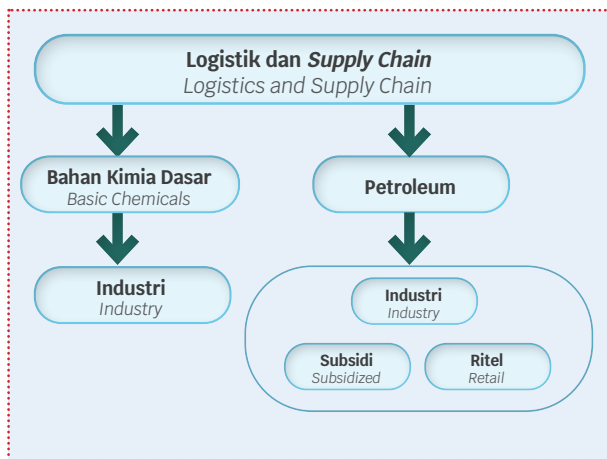 Logistik dan Supply Chain
Logistics and Supply Chain
Bahan Kimia Dasar
Basic Chemicals
Petroleum
Industri
Industry
Industri
Industry
Subsidi
Subsidized
Ritel
Retail